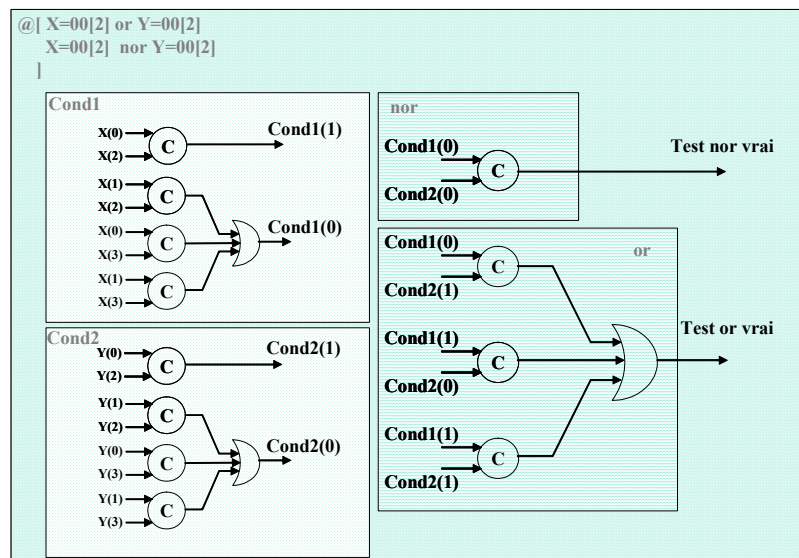 @[ X=00[2] or Y=00[2]
X=00[2] nor Y=00[2]
]
Cond1
X(0)
X(2)
C
Cond1(1)
X(1)
X(2)
C
X(0)
X(3)
C
Cond1(0)
X(1)
X(3)
C
Cond2
Y(0)
Y(2)
C
Cond2(1)
Y(1)
Y(2)
C
Y(0)
Y(3)
C
Cond2(0)
Y(1)
Y(3)
C
nor
Cond1(0)
Cond2(0)
C
Test nor vrai
or
Cond1(0)
Cond2(1)
C
Cond1(1)
Cond2(0)
C
Test or vrai
Cond1(1)
Cond2(1)
C